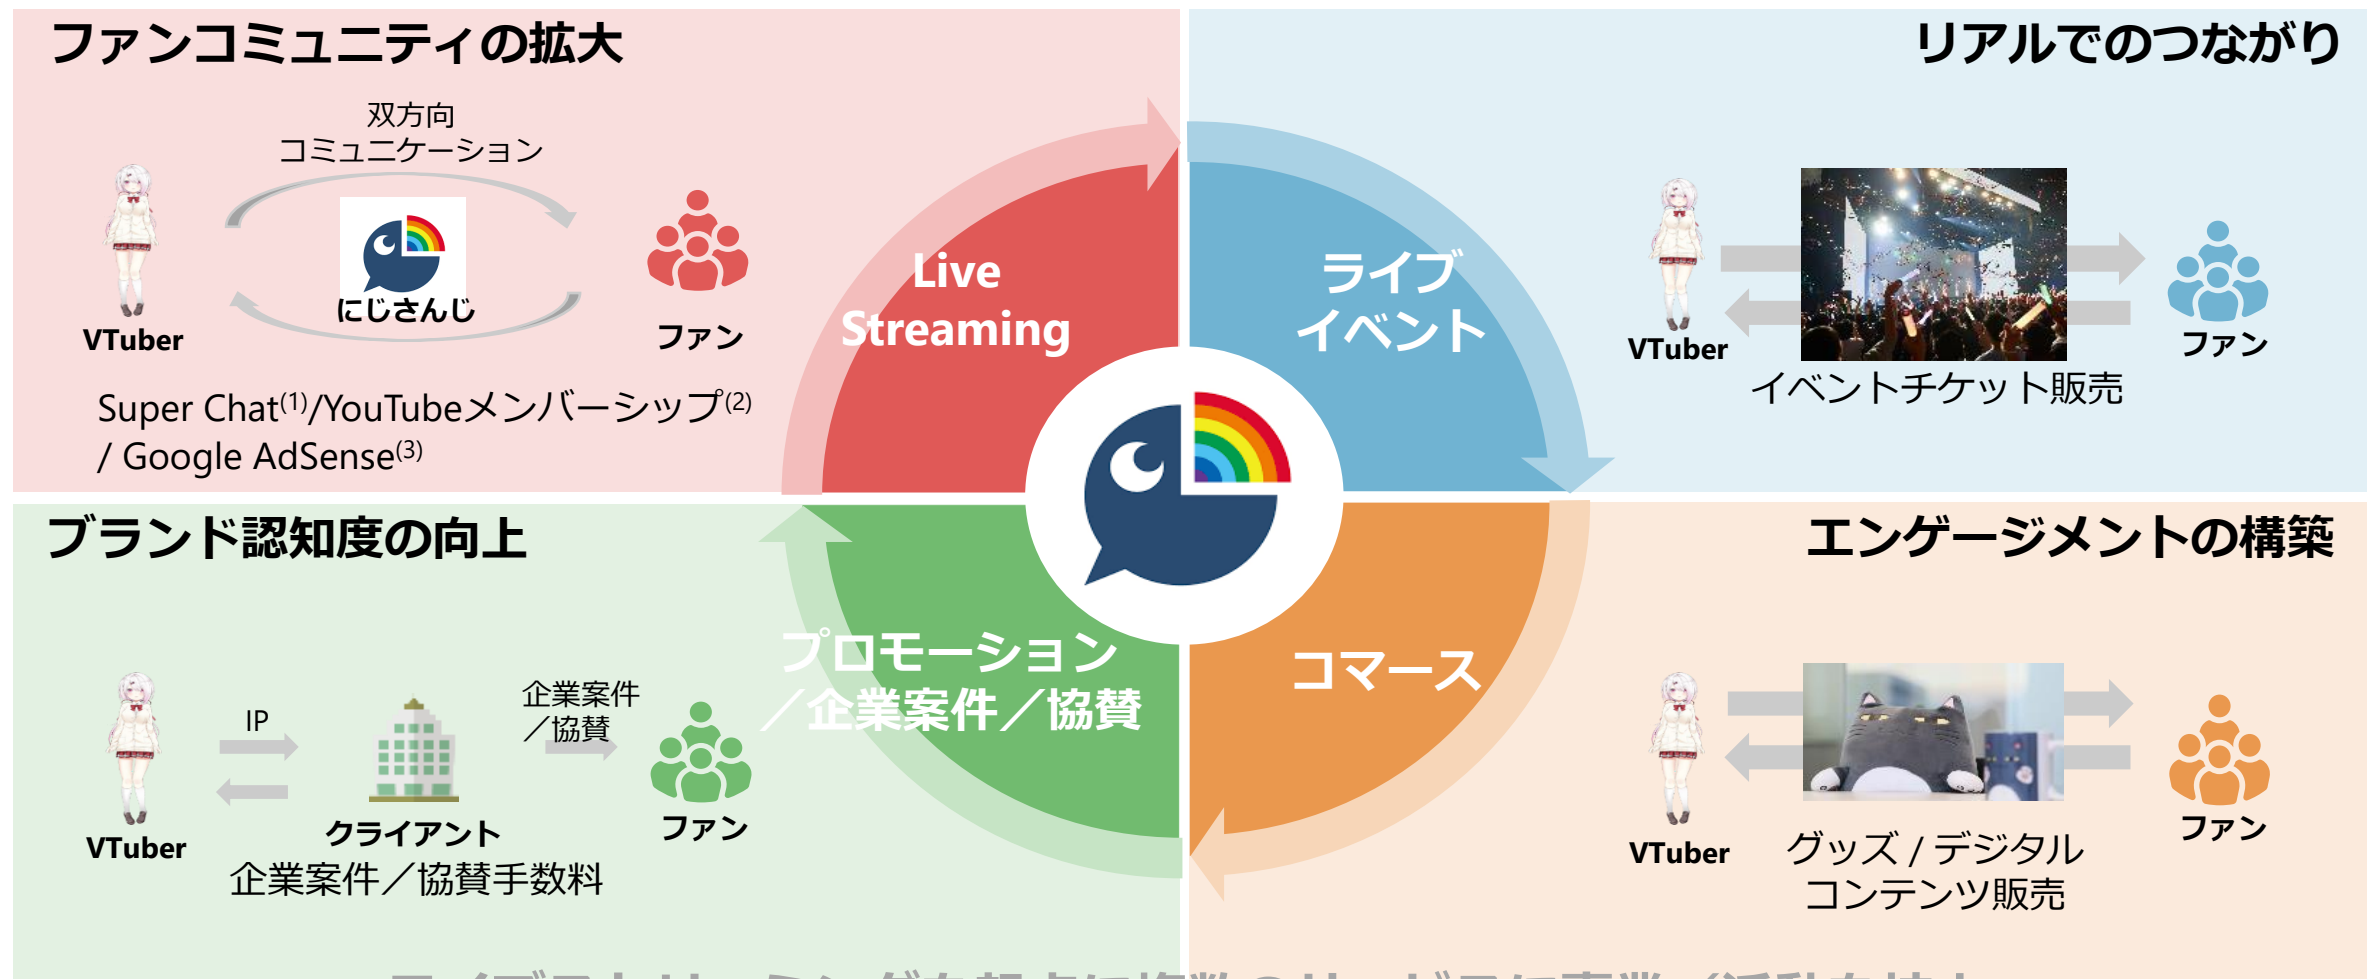 ファンコミュニティの拡大
双方向
コミュニケーション
にじさんじ
VTuber
ファン
Super Chat(1)/YouTubeメンバーシップ(2)
/ Google AdSense(3)
Live
Streaming
リアルでのつながり
ライブ
イベント
VTuber
ファン
イベントチケット販売
ブランド認知度の向上
IP
企業案件
／協賛
VTuber
クライアント
ファン
企業案件／協賛手数料
プロモーション
／企業案件／協賛
エンゲージメントの構築
コマース
VTuber
ファン
グッズ / デジタル
コンテンツ販売